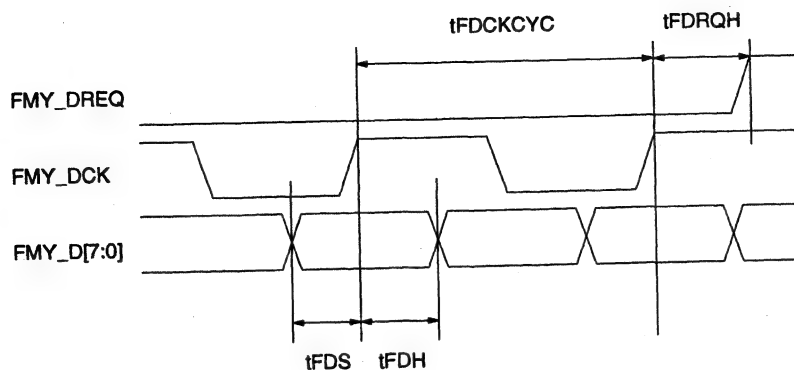 tFDCKCYC tFDRQH
FMY_DREQ
FMY_DCK
FMY_D[7:0]
tFDS tFDH